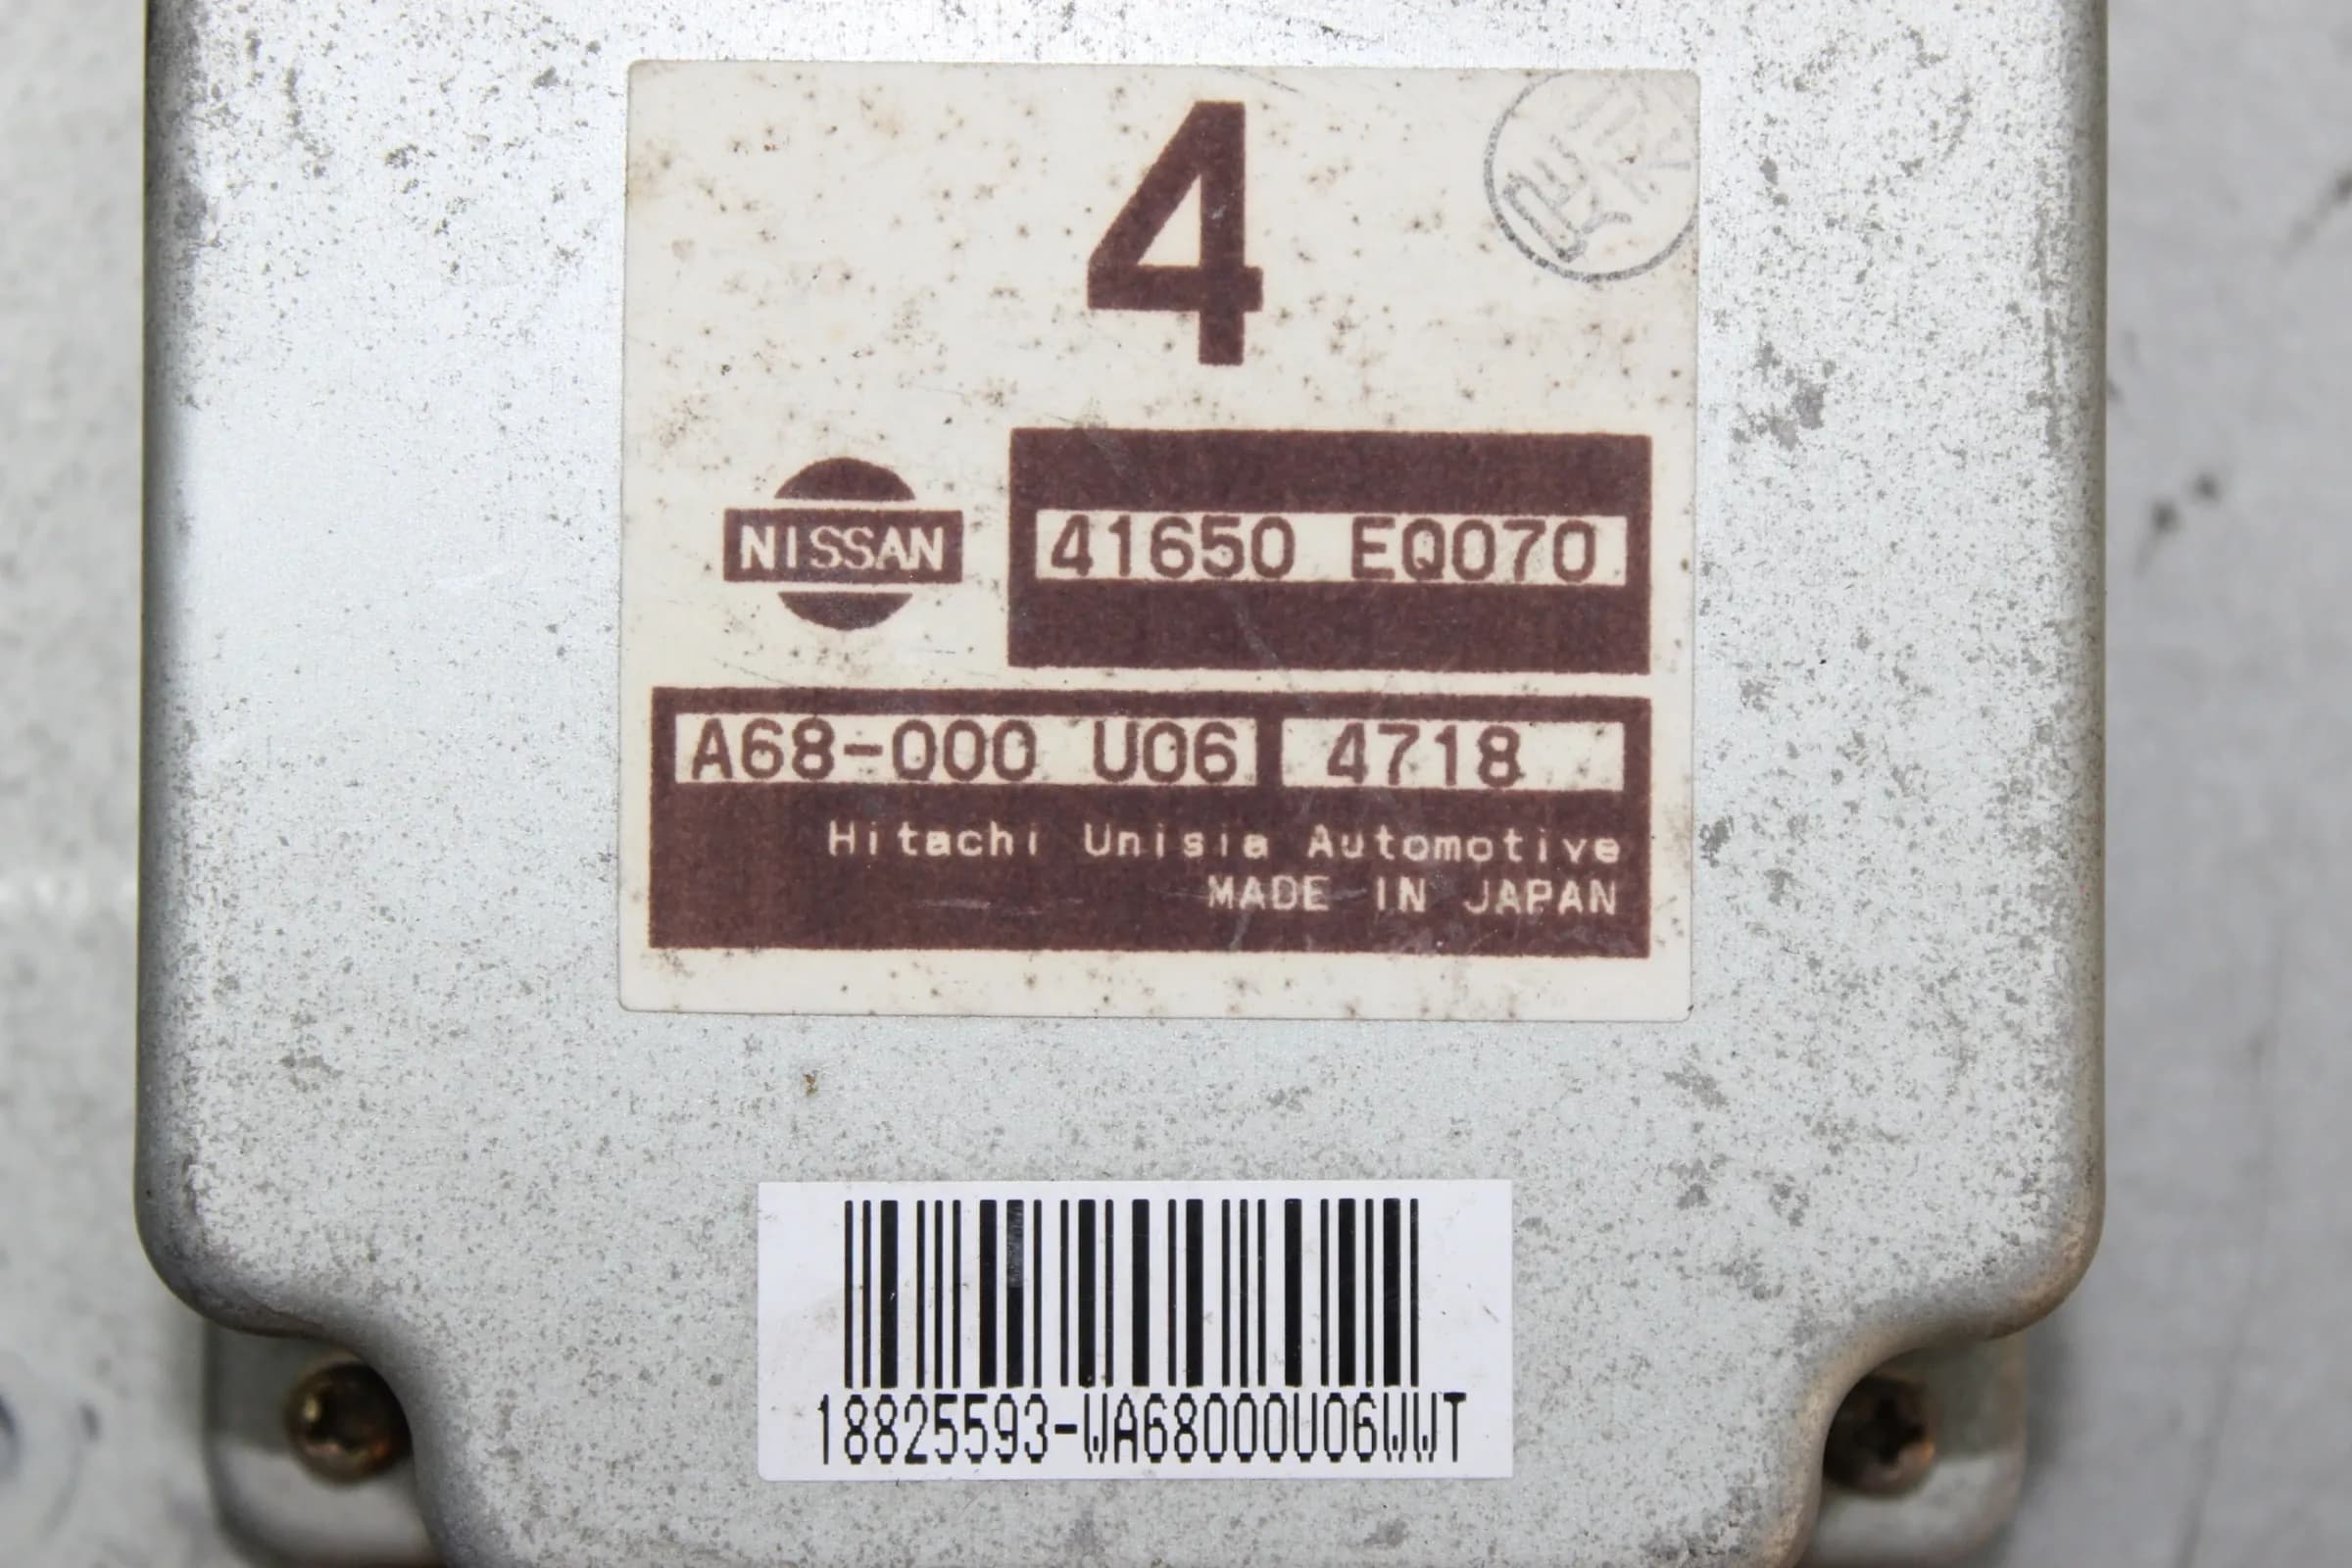 4
NISSAN
41650 EQ070
A68-000 U06 4718
Hitachi Unisia Automotive
MADE IN JAPAN
18825593-WA68000U06WWT